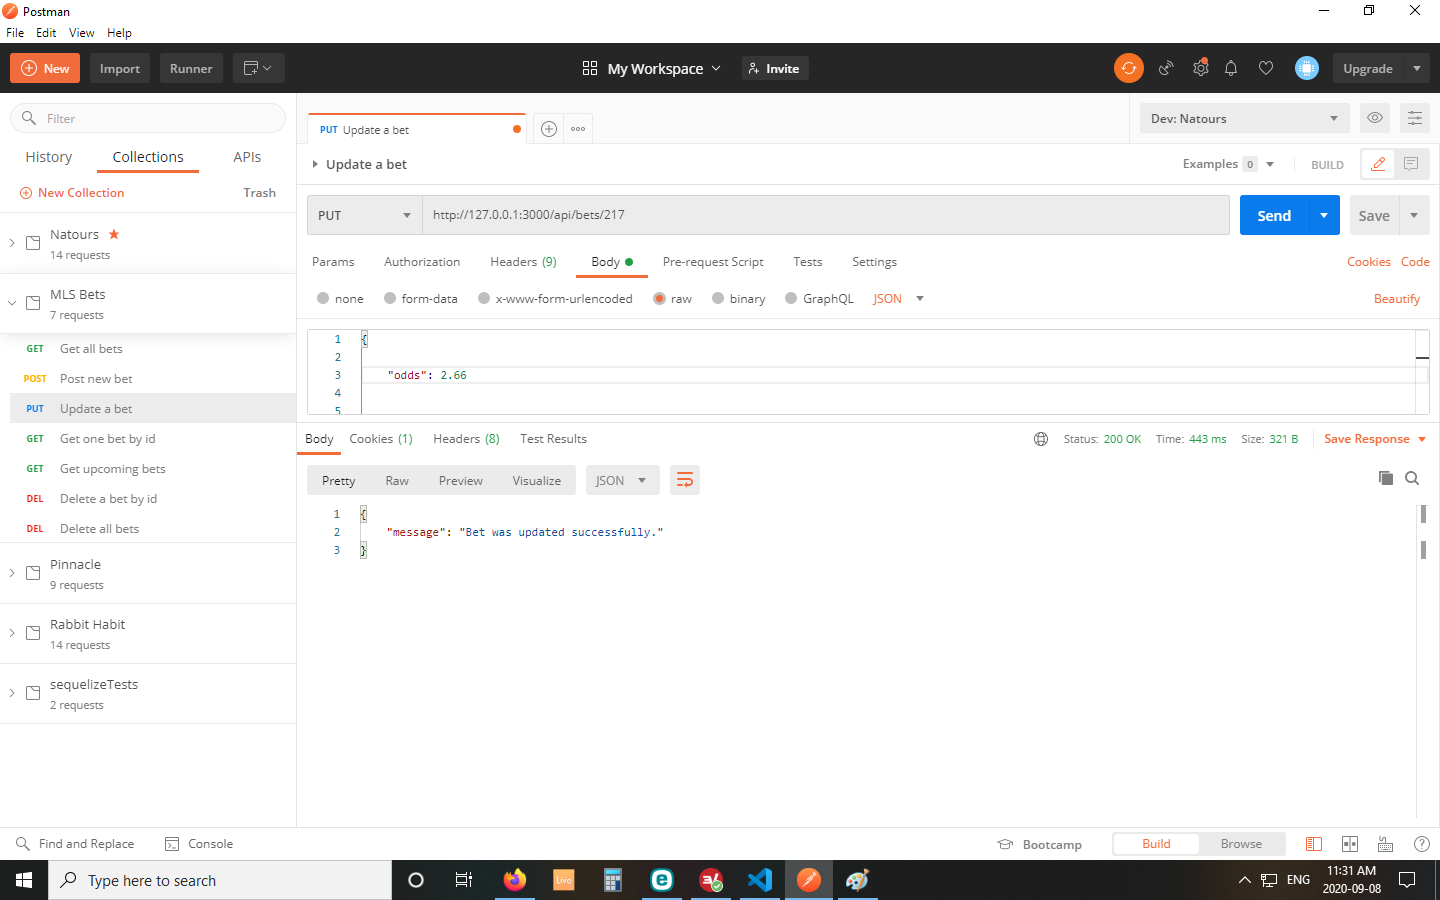 Postman
File Edit View Help
New Import Runner My Workspace Invite Upgrade
Filter
History Collections APIs
New Collection Trash
Natours
14 requests
MLS Bets
7 requests
GET Get all bets
POST Post new bet
PUT Update a bet
GET Get one bet by id
GET Get upcoming bets
DEL Delete a bet by id
DEL Delete all bets
Pinnacle
9 requests
Rabbit Habit
14 requests
sequelizeTests
2 requests
PUT Update a bet
Dev: Natours
Update a bet
Examples 0 BUILD
PUT http://127.0.0.1:3000/api/bets/217 Send Save
Params Authorization Headers (9) Body Pre-request Script Tests Settings Cookies Code
none form-data x-www-form-urlencoded raw binary GraphQL JSON Beautify
1 {
2
3 "odds": 2.66
4
5
Body Cookies (1) Headers (8) Test Results Status: 200 OK Time: 443 ms Size: 321 B Save Response
Pretty Raw Preview Visualize JSON
1 {
2 "message": "Bet was updated successfully."
3 }
Find and Replace Console Bootcamp Build Browse
Type here to search
Live
ENG
11:31 AM
2020-09-08